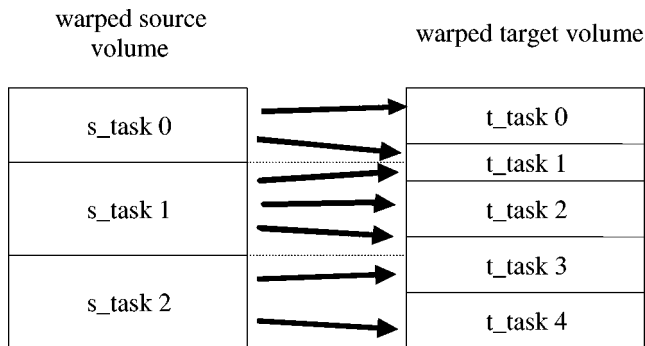 warped source
volume
warped target volume
s_task 0
s_task 1
s_task 2
t_task 0
t_task 1
t_task 2
t_task 3
t_task 4